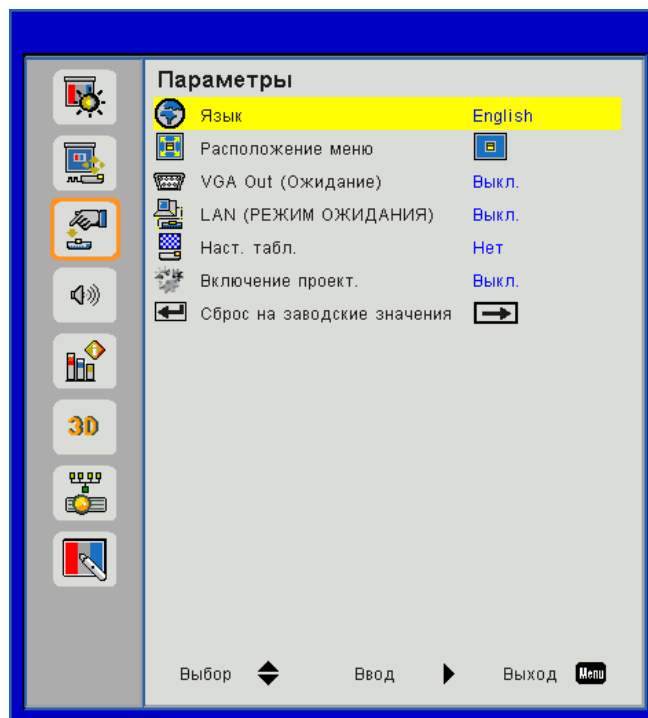 Параметры
Язык English
Расположение меню
VGA Out (Ожидание) Выкл.
LAN (РЕЖИМ ОЖИДАНИЯ) Выкл.
Наст. табл. Нет
Включение проект. Выкл.
Сброс на заводские значения
3D
Выбор Ввод Выход Menu